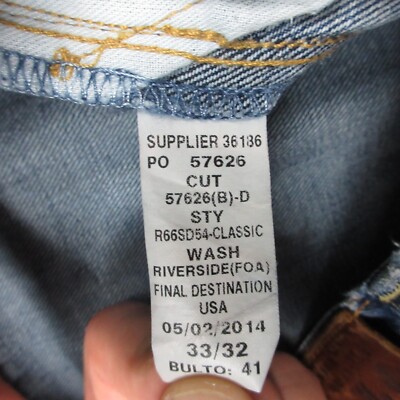 SUPPLIER 36186
PO 57626
CUT
57626(B)-D
STY
R66SD54-CLASSIC
WASH
RIVERSIDE(FOA)
FINAL DESTINATION
USA
05/02/2014
33/32
BULTO: 41